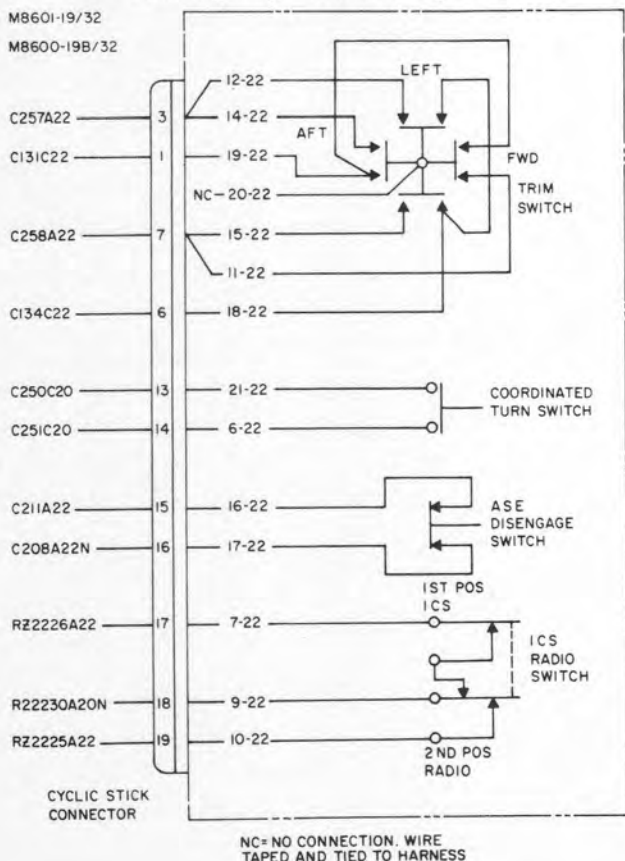 M8601-19/32
M8600-19B/32
12-22
LEFT
C257A22
3
14-22
AFT
C131C22
1
19-22
FWD
NC-20-22
TRIM
SWITCH
C258A22
7
15-22
11-22
C134C22
6
18-22
C250C20
13
21-22
COORDINATED
TURN SWITCH
C251C20
14
6-22
C211A22
15
16-22
ASE
DISENGAGE
SWITCH
C208A22N
16
17-22
1ST POS
ICS
RZ2226A22
17
7-22
ICS
RADIO
SWITCH
R22230A20N
18
9-22
RZ2225A22
19
10-22
2ND POS
RADIO
CYCLIC STICK
CONNECTOR
NC=NO CONNECTION. WIRE
TAPED AND TIED TO HARNESS